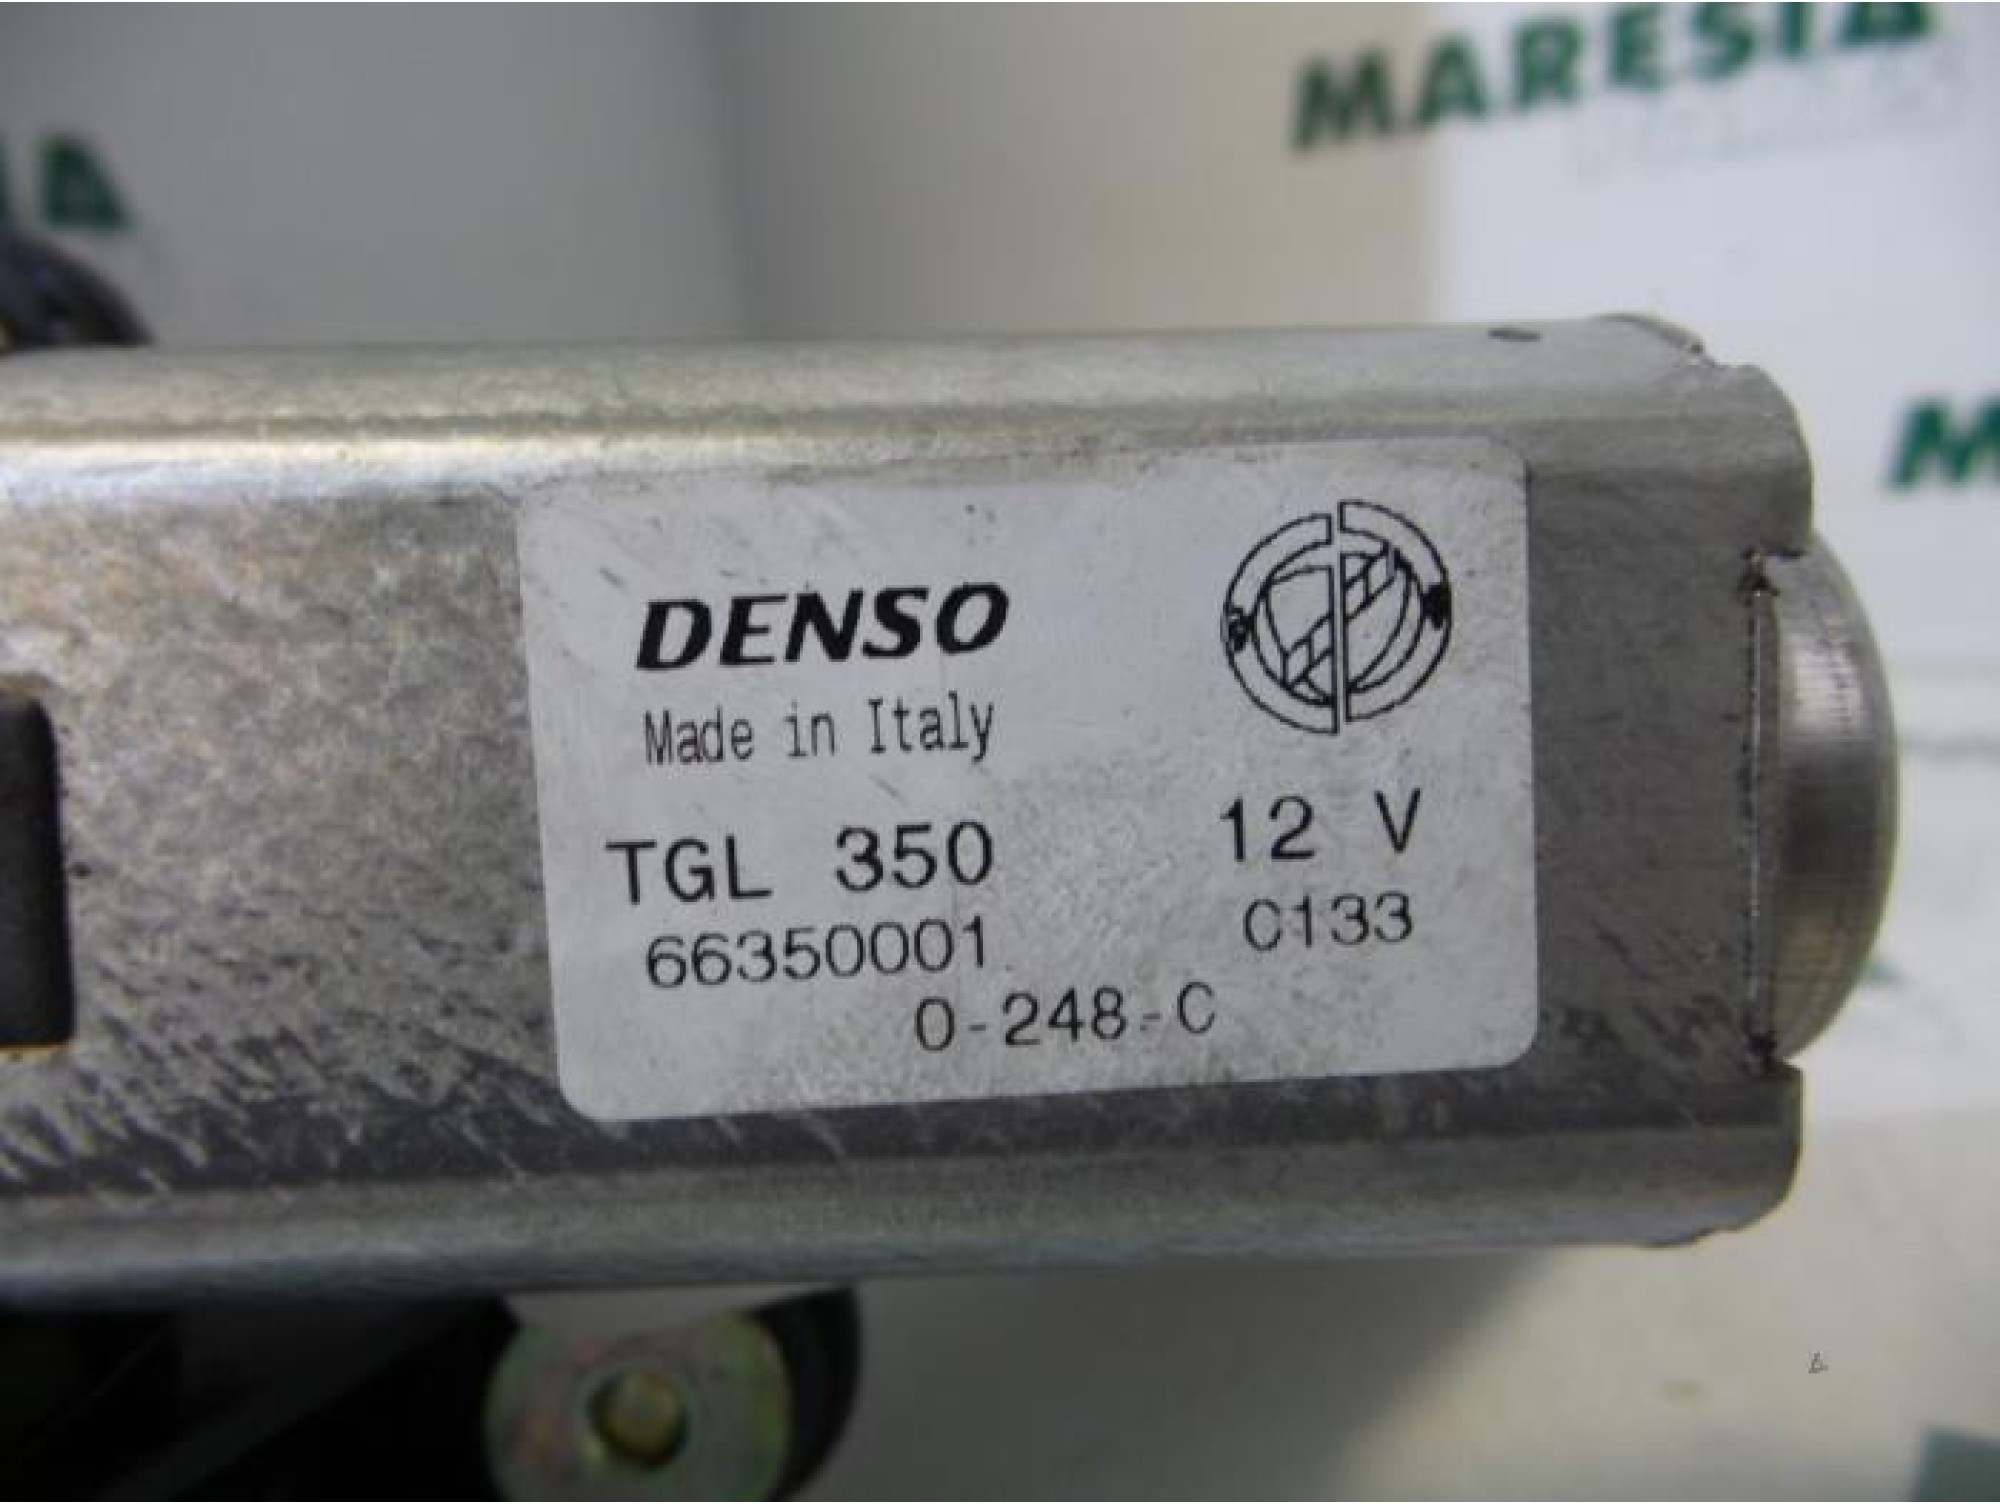 MARESIA
DENSO
Made in Italy
TGL 350 12 V
66350001 C133
0-248-C